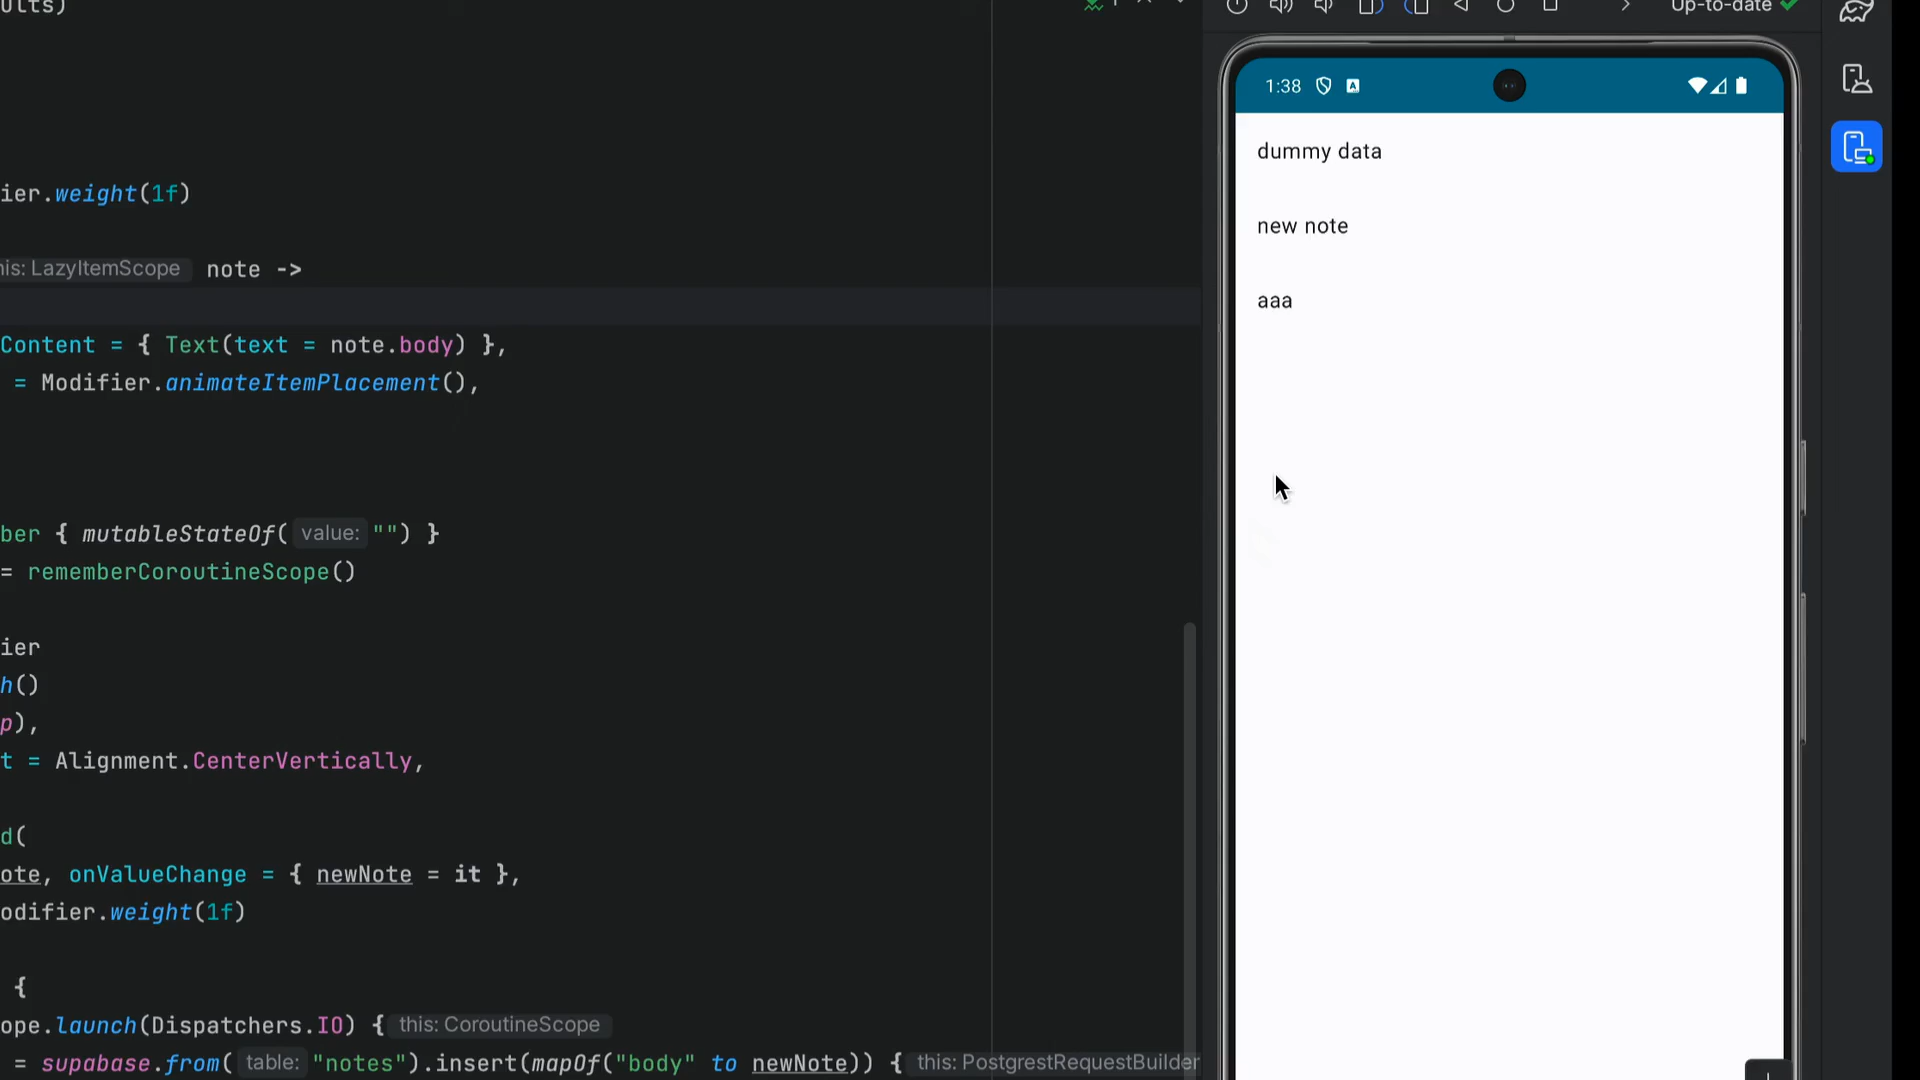 ults)
ier.weight(1f)
his: LazyItemScope note ->
Content = { Text(text = note.body) },
= Modifier.animateItemPlacement(),
ber { mutableStateOf( value: "") }
= rememberCoroutineScope()
ier
h()
p),
t = Alignment.CenterVertically,
d(
ote, onValueChange = { newNote = it },
odifier.weight(1f)
{
ope.launch(Dispatchers.IO) { this: CoroutineScope
= supabase.from( table: "notes").insert(mapOf("body" to newNote)) { this: PostgrestRequestBuilder
Up-to-date
1:38
dummy data
new note
aaa